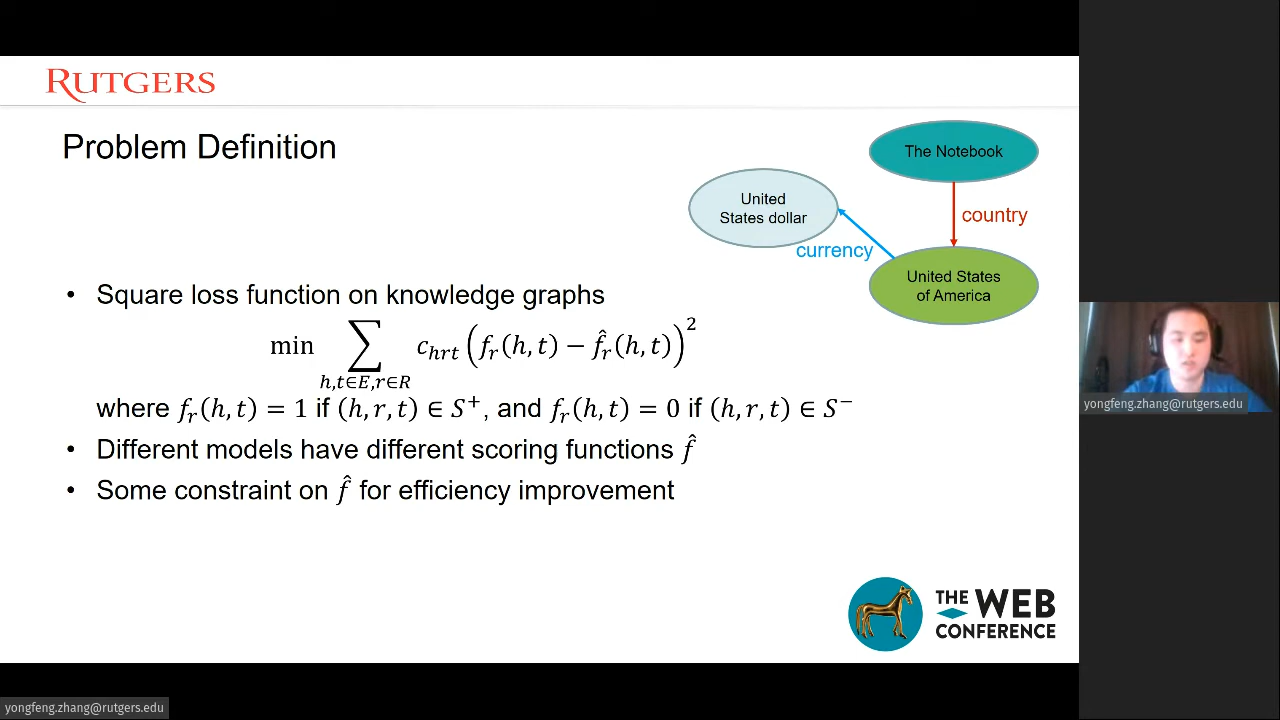 RUTGERS
Problem Definition
The Notebook
United
States dollar
country
currency
United States
of America
• Square loss function on knowledge graphs
min ∑ c_hrt (f_r(h, t) − f̂_r(h, t))²
h,t∈E,r∈R
where f_r(h, t) = 1 if (h, r, t) ∈ S⁺, and f_r(h, t) = 0 if (h, r, t) ∈ S⁻
• Different models have different scoring functions f̂
• Some constraint on f̂ for efficiency improvement
THE WEB
CONFERENCE
yongfeng.zhang@rutgers.edu
yongfeng.zhang@rutgers.edu